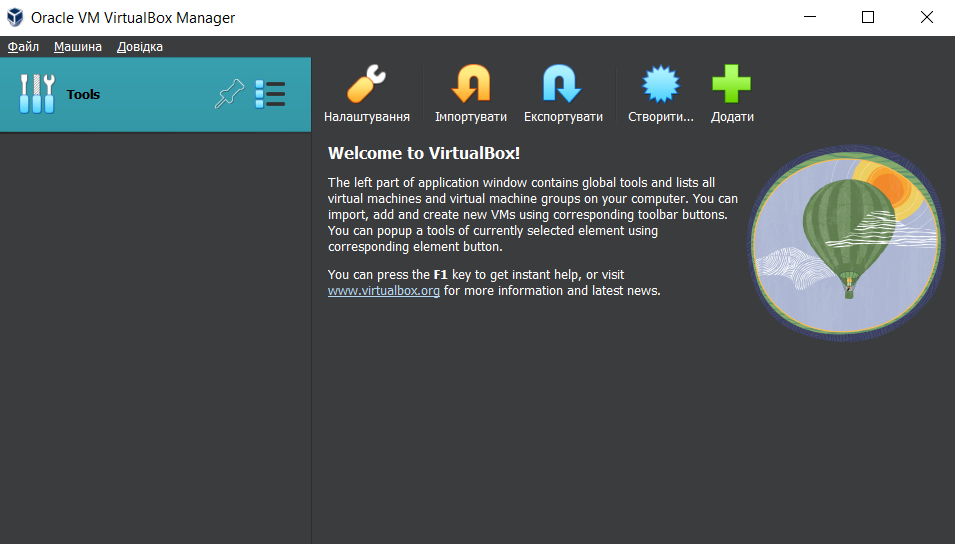 Oracle VM VirtualBox Manager
Файл Машина Довідка
Tools
Налаштування Імпортувати Експортувати Створити... Додати
Welcome to VirtualBox!
The left part of application window contains global tools and lists all
virtual machines and virtual machine groups on your computer. You can
import, add and create new VMs using corresponding toolbar buttons.
You can popup a tools of currently selected element using
corresponding element button.
You can press the F1 key to get instant help, or visit
www.virtualbox.org for more information and latest news.